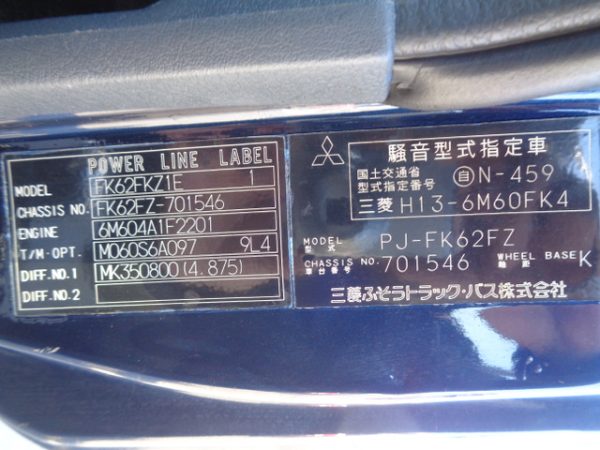 POWER LINE LABEL
MODEL FK62FKZ1E 1
CHASSIS NO. FK62FZ-701546
ENGINE 6M604A1F2201
T/M-OPT. M060S6A097 9L4
DIFF.NO.1 MK350800(4.875)
DIFF.NO.2
騒音型式指定車
国土交通省
型式指定番号 自N-459
三菱 H13-6M60FK4
MODEL 型式 PJ-FK62FZ
CHASSIS NO. 車台番号 701546 WHEEL BASE 軸距 K
三菱ふそうトラック・バス株式会社